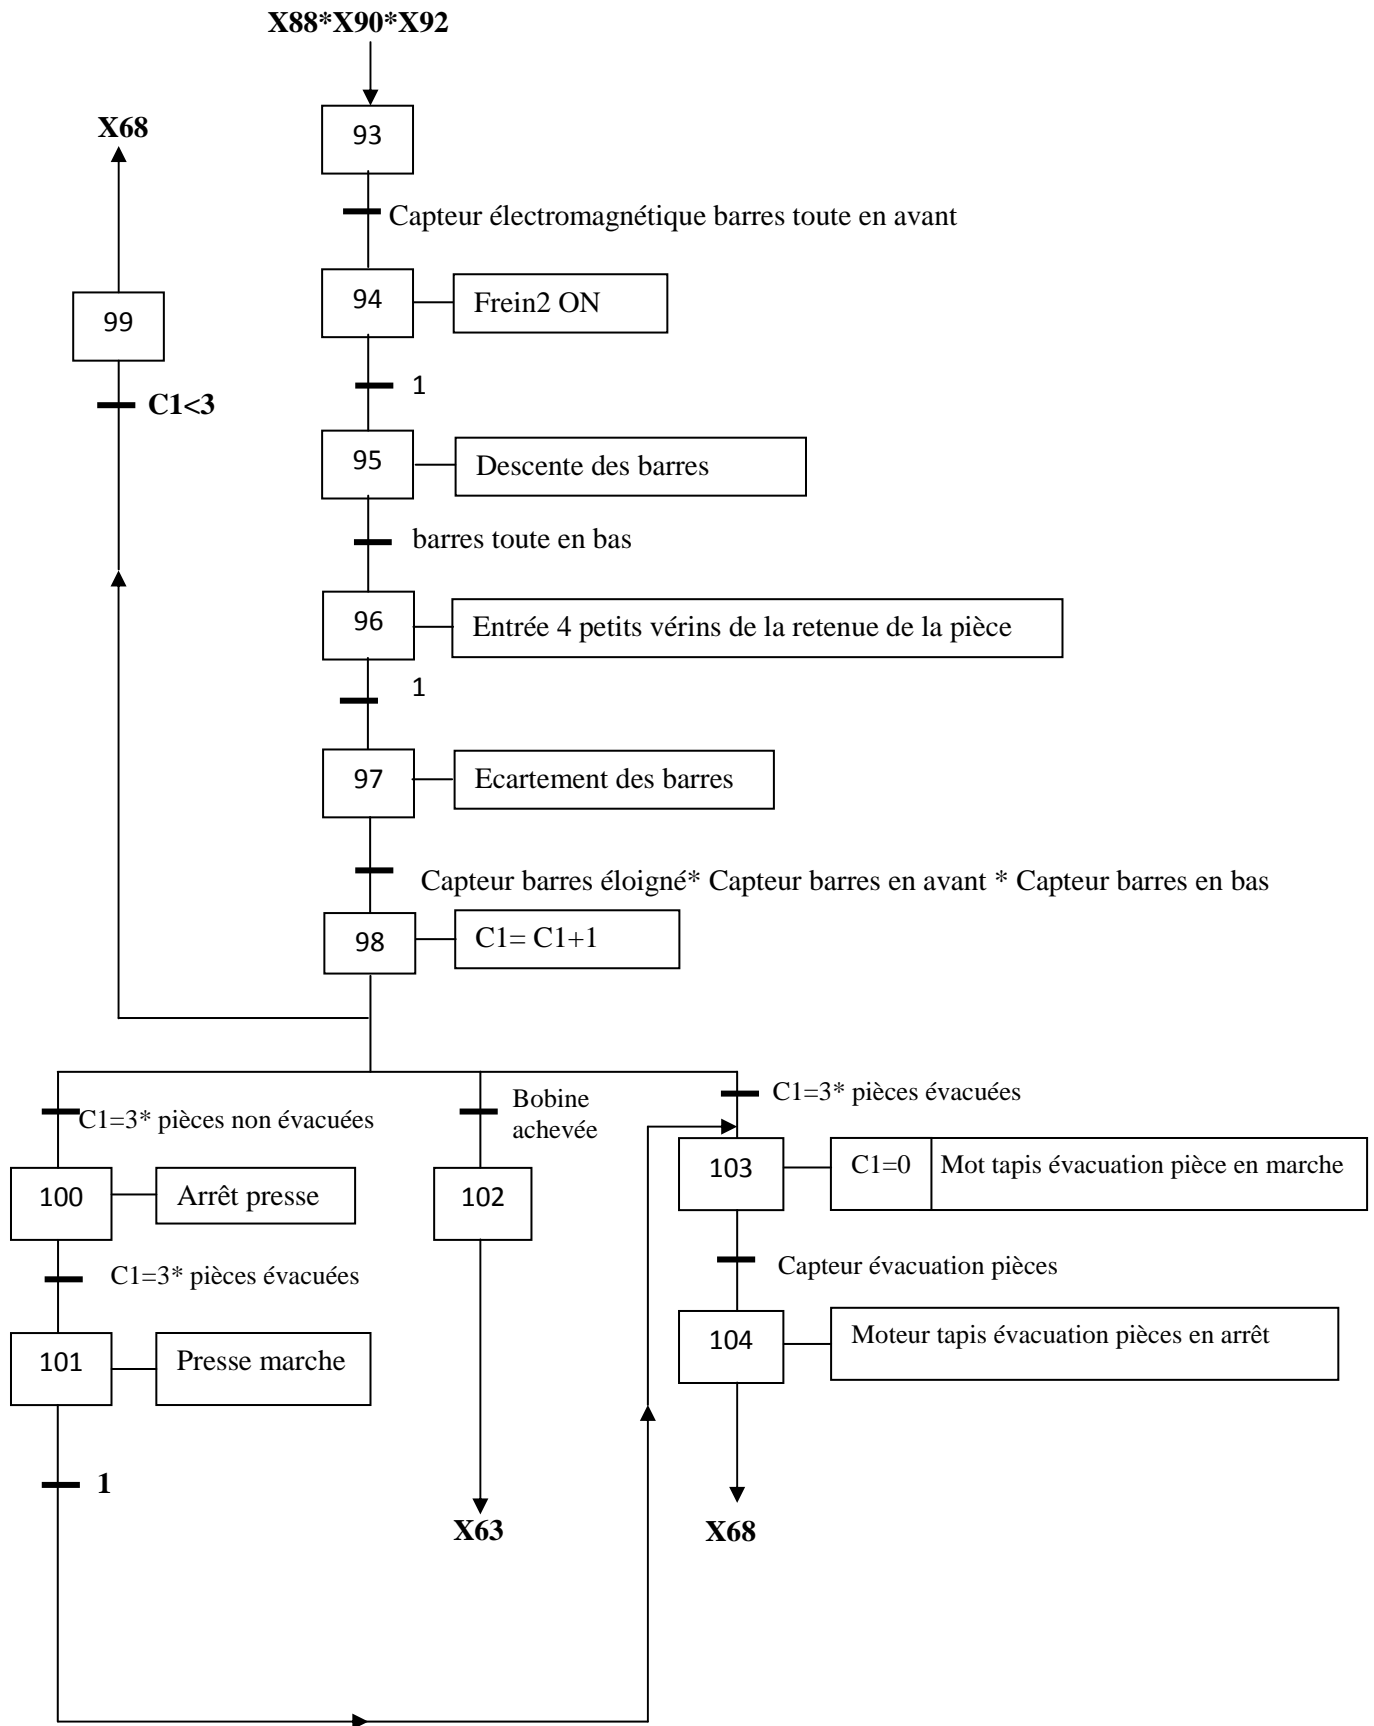 X88*X90*X92
93
X68
Capteur électromagnétique barres toute en avant
94
Frein2 ON
99
1
C1<3
95
Descente des barres
barres toute en bas
96
Entrée 4 petits vérins de la retenue de la pièce
1
97
Ecartement des barres
Capteur barres éloigné* Capteur barres en avant * Capteur barres en bas
98
C1= C1+1
C1=3* pièces non évacuées
Bobine
achevée
C1=3* pièces évacuées
100
Arrêt presse
102
103
C1=0
Mot tapis évacuation pièce en marche
C1=3* pièces évacuées
Capteur évacuation pièces
101
Presse marche
104
Moteur tapis évacuation pièces en arrêt
1
X63
X68